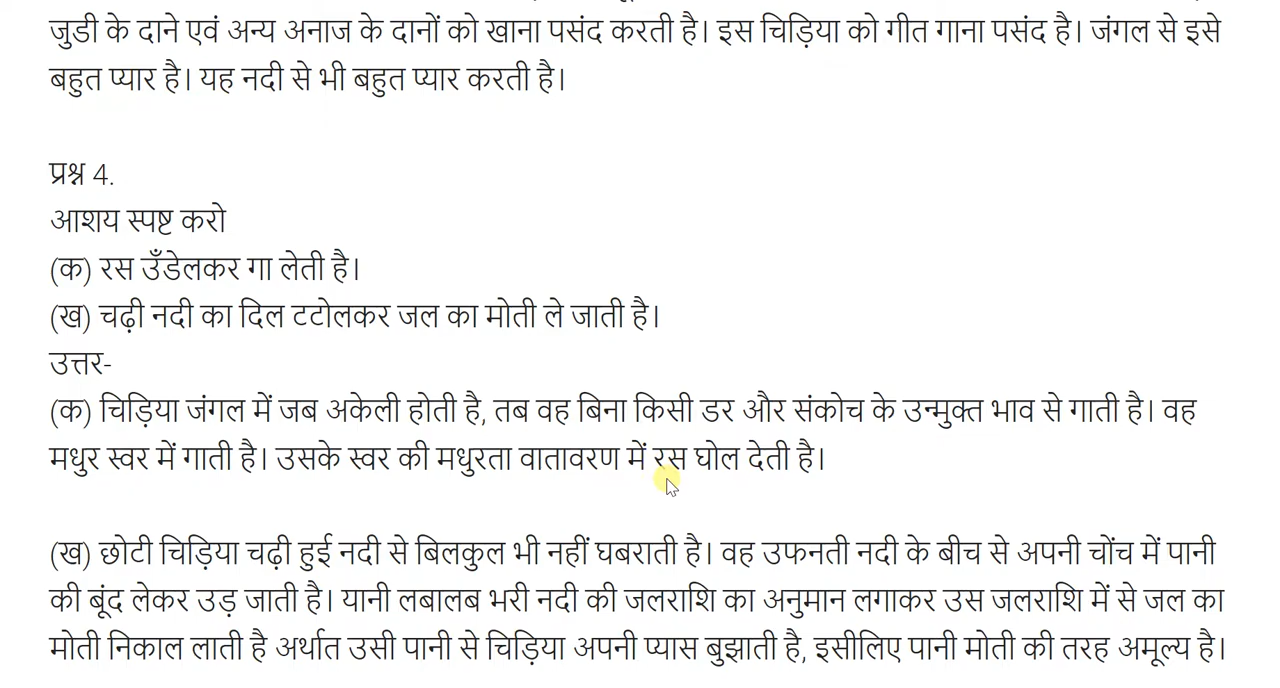 जुडी के दाने एवं अन्य अनाज के दानों को खाना पसंद करती है। इस चिड़िया को गीत गाना पसंद है। जंगल से इसे
बहुत प्यार है। यह नदी से भी बहुत प्यार करती है।
प्रश्न 4.
आशय स्पष्ट करो
(क) रस उँडेलकर गा लेती है।
(ख) चढ़ी नदी का दिल टटोलकर जल का मोती ले जाती है।
उत्तर-
(क) चिड़िया जंगल में जब अकेली होती है, तब वह बिना किसी डर और संकोच के उन्मुक्त भाव से गाती है। वह
मधुर स्वर में गाती है। उसके स्वर की मधुरता वातावरण में रस घोल देती है।
(ख) छोटी चिड़िया चढ़ी हुई नदी से बिलकुल भी नहीं घबराती है। वह उफनती नदी के बीच से अपनी चोंच में पानी
की बूंद लेकर उड़ जाती है। यानी लबालब भरी नदी की जलराशि का अनुमान लगाकर उस जलराशि में से जल का
मोती निकाल लाती है अर्थात उसी पानी से चिड़िया अपनी प्यास बुझाती है, इसीलिए पानी मोती की तरह अमूल्य है।